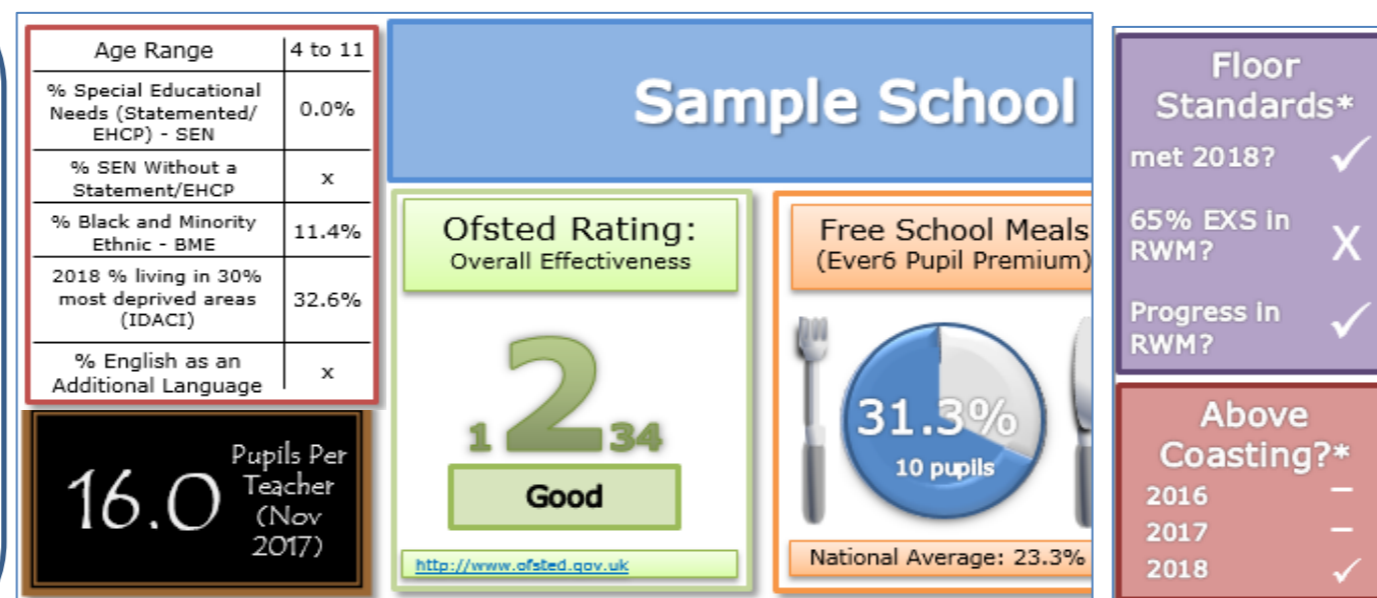 Age Range 4 to 11
% Special Educational
Needs (Statemented/
EHCP) - SEN
0.0%
% SEN Without a
Statement/EHCP
x
% Black and Minority
Ethnic - BME
11.4%
2018 % living in 30%
most deprived areas
(IDACI)
32.6%
% English as an
Additional Language
x
16.0
Pupils Per
Teacher
(Nov
2017)
Sample School
Ofsted Rating:
Overall Effectiveness
1 2 3 4
Good
http://www.ofsted.gov.uk
Free School Meals
(Ever6 Pupil Premium)
31.3%
10 pupils
National Average: 23.3%
Floor
Standards*
met 2018? ✓
65% EXS in
RWM?
X
Progress in
RWM?
✓
Above
Coasting?*
2016 –
2017 –
2018 ✓